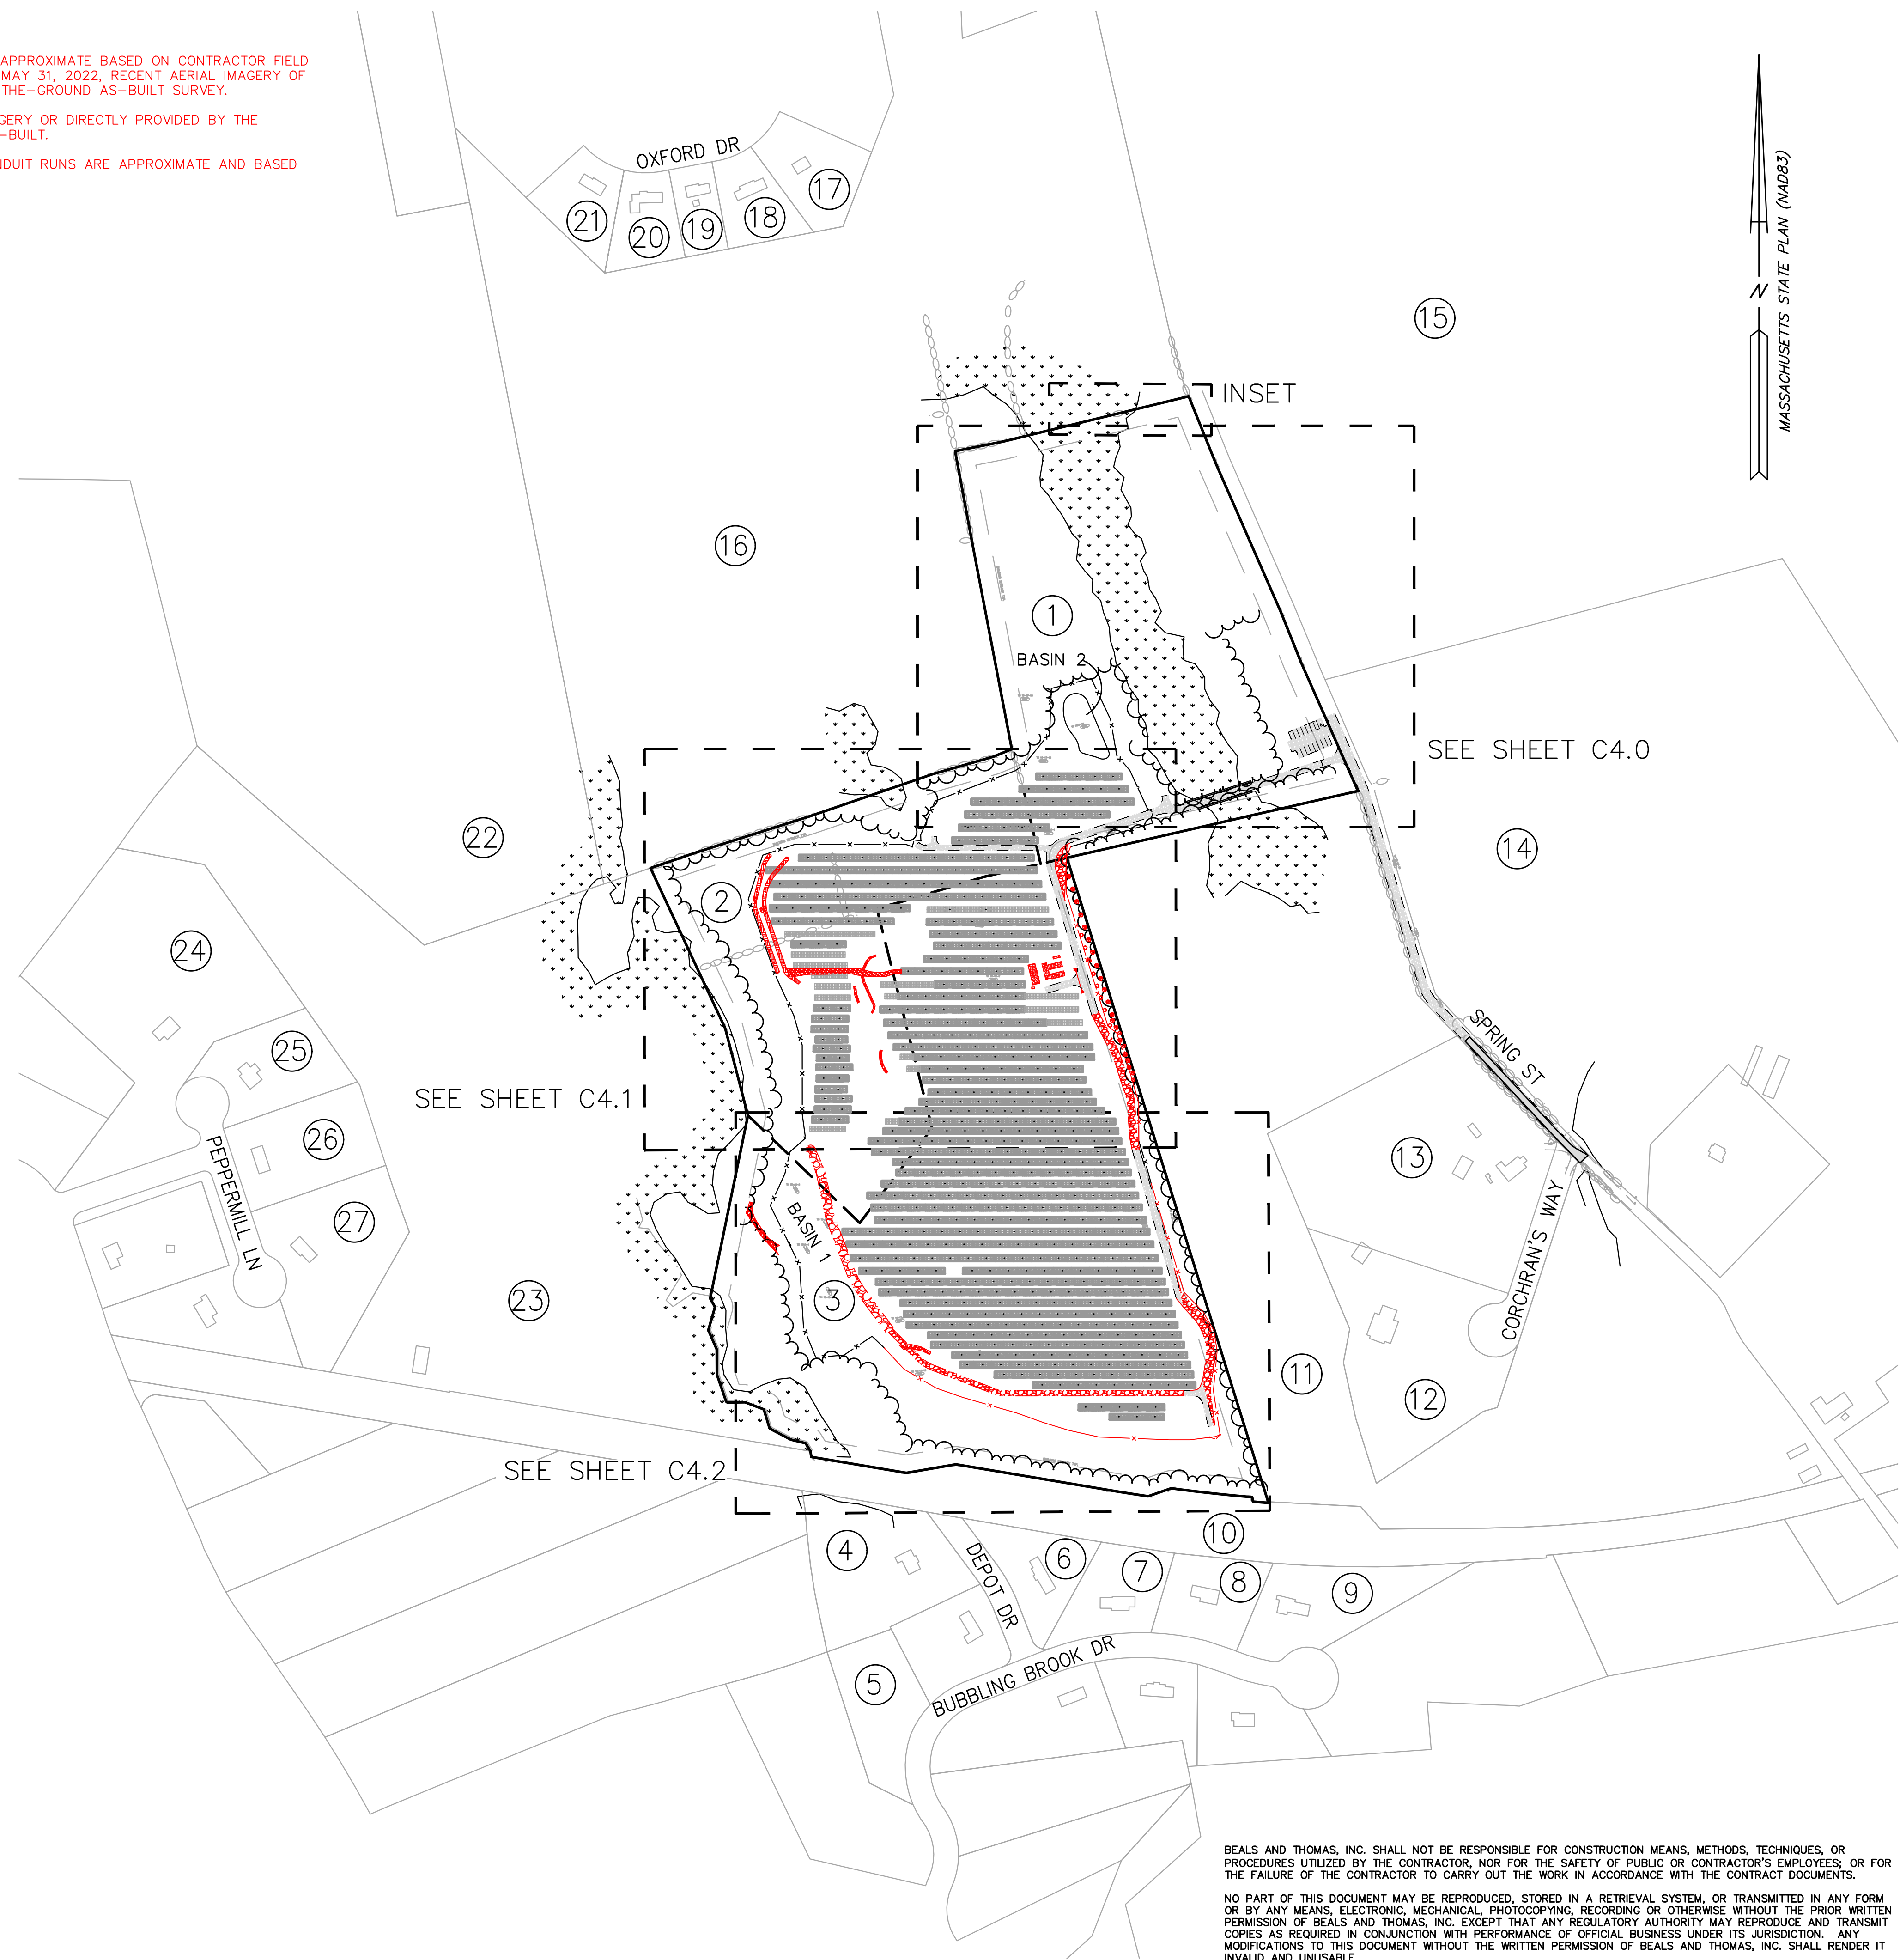 APPROXIMATE BASED ON CONTRACTOR FIELD
MAY 31, 2022, RECENT AERIAL IMAGERY OF
THE-GROUND AS-BUILT SURVEY.
GERY OR DIRECTLY PROVIDED BY THE
-BUILT.
NDUIT RUNS ARE APPROXIMATE AND BASED
OXFORD DR
21
20
19
18
17
MASSACHUSETTS STATE PLAN (NAD83)
N
15
INSET
16
1
BASIN 2
SEE SHEET C4.0
22
14
2
24
25
SPRING ST
SEE SHEET C4.1
26
13
PEPPERMILL LN
27
BASIN 1
CORCHRAN'S WAY
23
3
11
12
SEE SHEET C4.2
10
4
DEPOT DR
6
7
8
9
5
BUBBLING BROOK DR
BEALS AND THOMAS, INC. SHALL NOT BE RESPONSIBLE FOR CONSTRUCTION MEANS, METHODS, TECHNIQUES, OR
PROCEDURES UTILIZED BY THE CONTRACTOR, NOR FOR THE SAFETY OF PUBLIC OR CONTRACTOR'S EMPLOYEES; OR FOR
THE FAILURE OF THE CONTRACTOR TO CARRY OUT THE WORK IN ACCORDANCE WITH THE CONTRACT DOCUMENTS.
NO PART OF THIS DOCUMENT MAY BE REPRODUCED, STORED IN A RETRIEVAL SYSTEM, OR TRANSMITTED IN ANY FORM
OR BY ANY MEANS, ELECTRONIC, MECHANICAL, PHOTOCOPYING, RECORDING OR OTHERWISE WITHOUT THE PRIOR WRITTEN
PERMISSION OF BEALS AND THOMAS, INC. EXCEPT THAT ANY REGULATORY AUTHORITY MAY REPRODUCE AND TRANSMIT
COPIES AS REQUIRED IN CONJUNCTION WITH PERFORMANCE OF OFFICIAL BUSINESS UNDER ITS JURISDICTION. ANY
MODIFICATIONS TO THIS DOCUMENT WITHOUT THE WRITTEN PERMISSION OF BEALS AND THOMAS, INC. SHALL RENDER IT
INVALID AND UNUSABLE.